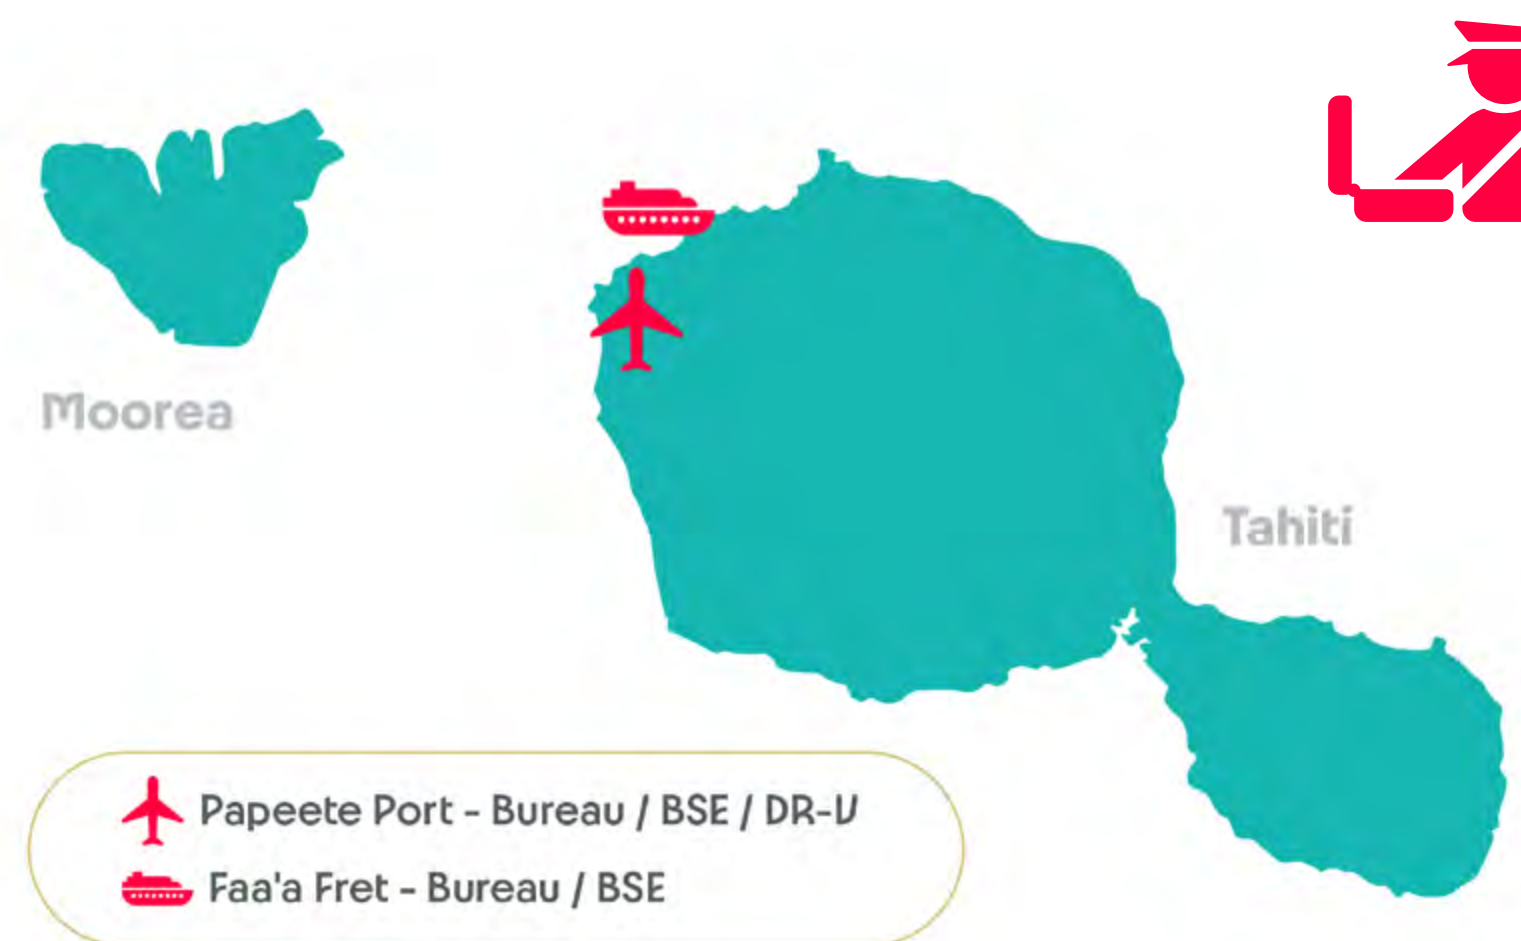 Moorea
Tahiti
Papeete Port - Bureau / BSE / DR-U
Faa'a Fret - Bureau / BSE